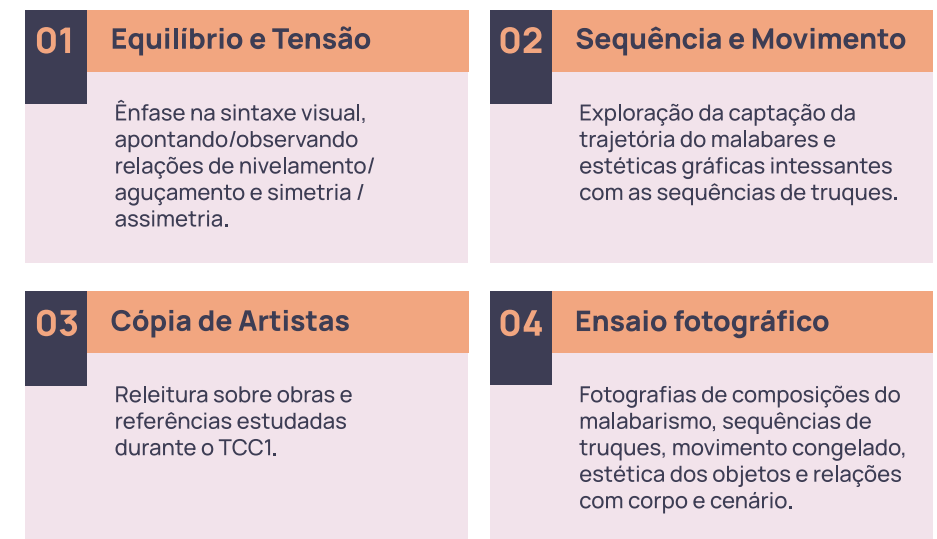 01
Equilíbrio e Tensão
Ênfase na sintaxe visual,
apontando/observando
relações de nivelamento/
aguçamento e simetria /
assimetria.
02
Sequência e Movimento
Exploração da captação da
trajetória do malabares e
estéticas gráficas intessantes
com as sequências de truques.
03
Cópia de Artistas
Releitura sobre obras e
referências estudadas
durante o TCC1.
04
Ensaio fotográfico
Fotografias de composições do
malabarismo, sequências de
truques, movimento congelado,
estética dos objetos e relações
com corpo e cenário.